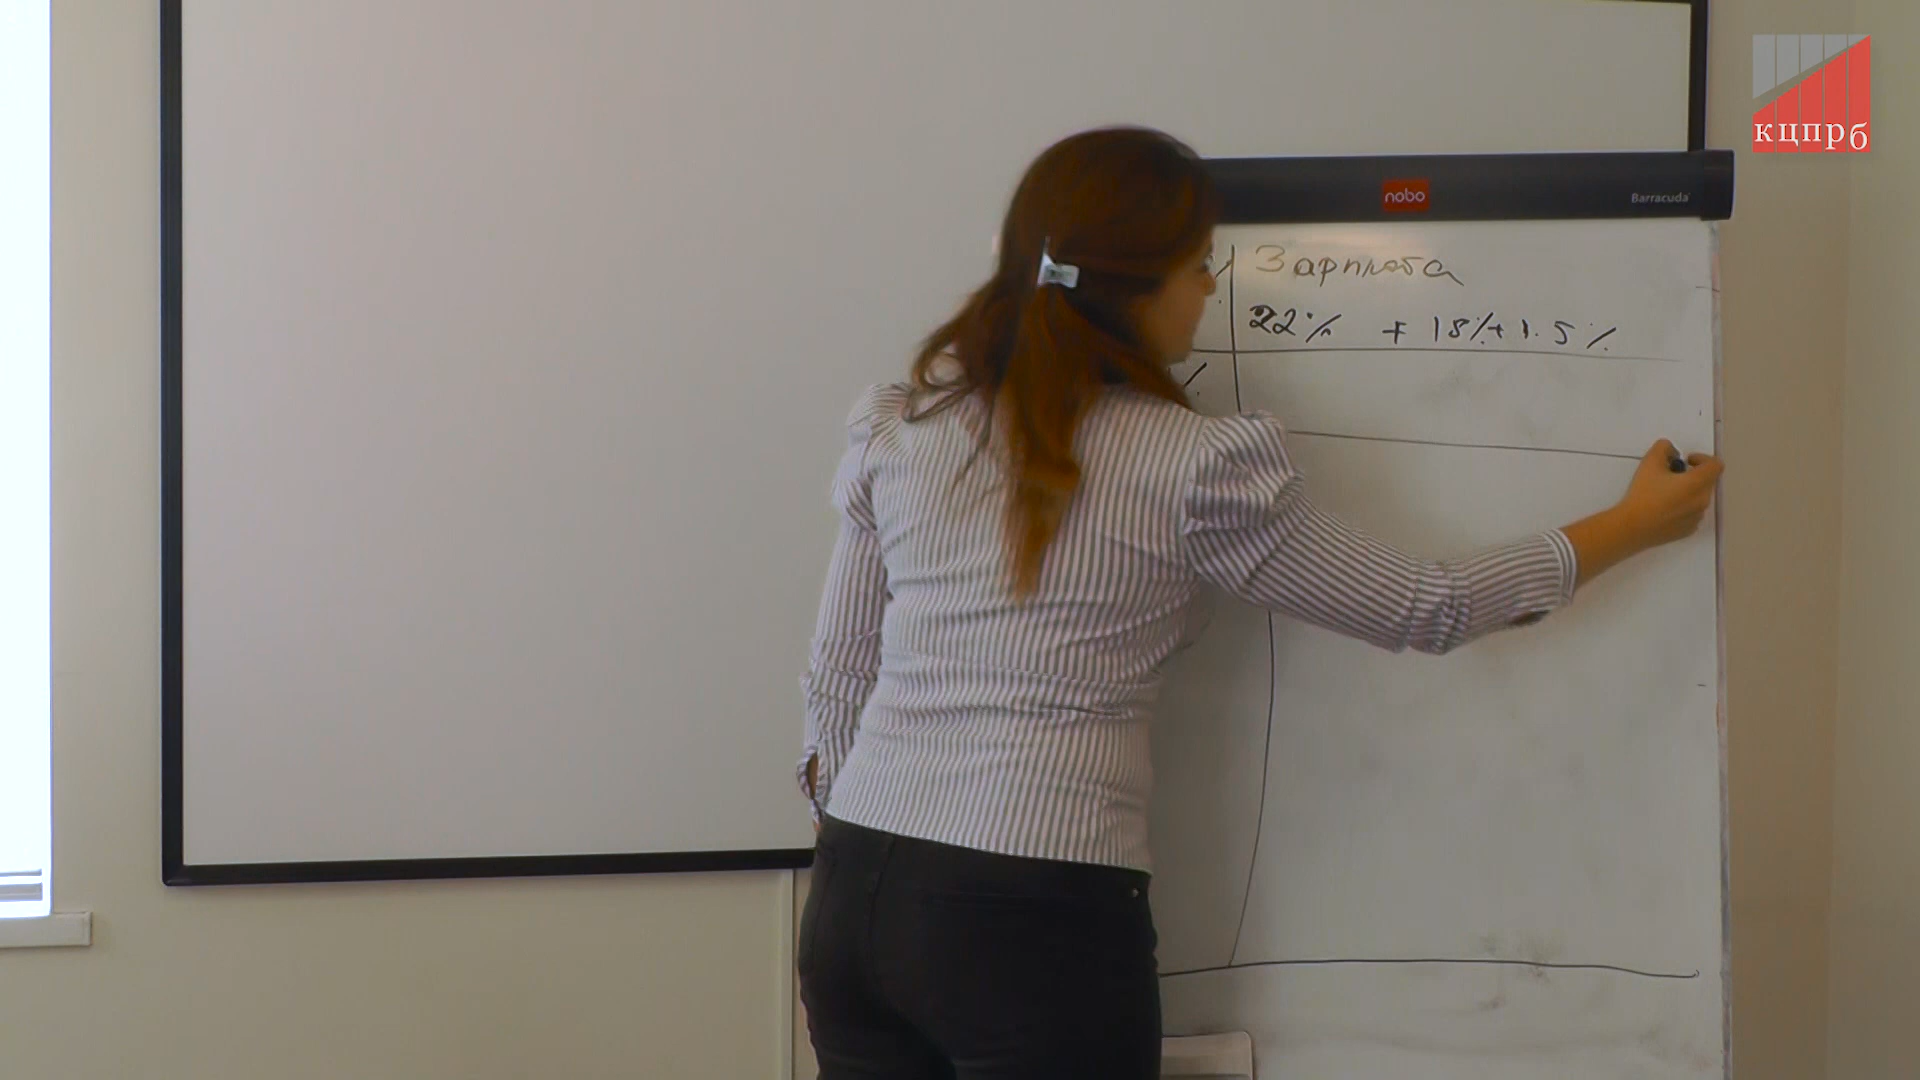 кцпрб
nobo
Barracuda
Зарплата
22% + 18% + 1.5%
%